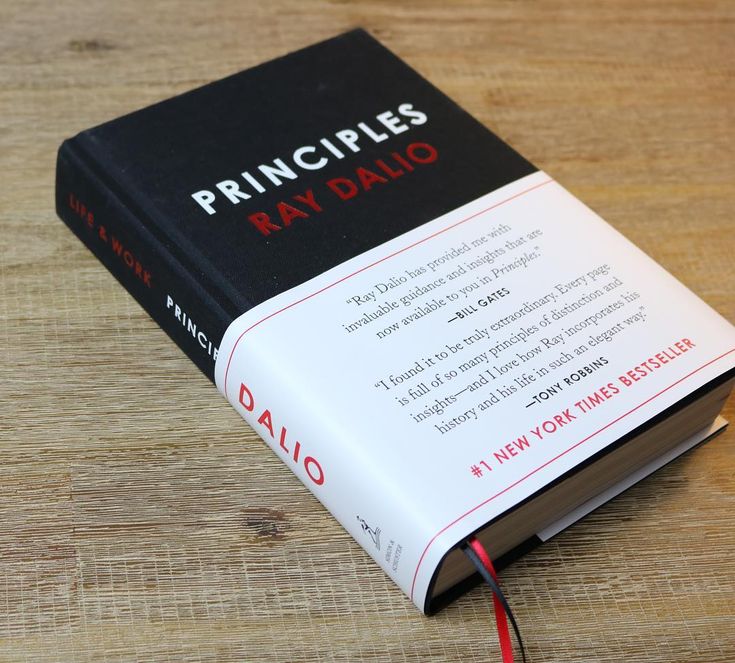 PRINCIPLES
RAY DALIO
"Ray Dalio has provided me with
invaluable guidance and insights that are
now available to you in Principles."
—BILL GATES
"I found it to be truly extraordinary. Every page
is full of so many principles of distinction and
insights—and I love how Ray incorporates his
history and his life in such an elegant way."
—TONY ROBBINS
#1 NEW YORK TIMES BESTSELLER
LIFE & WORK
PRINCIP
DALIO
SIMON &
SCHUSTER